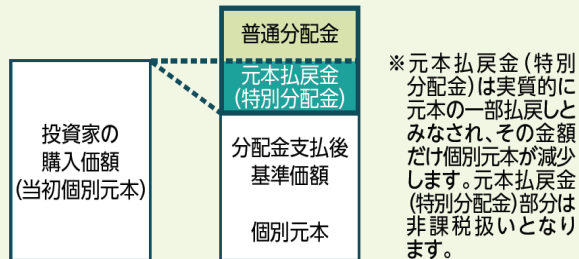 投資家の
購入価額
(当初個別元本)
普通分配金
元本払戻金
(特別分配金)
分配金支払後
基準価額
個別元本
※元本払戻金(特別
分配金)は実質的に
元本の一部払戻しと
みなされ、その金額
だけ個別元本が減少
します。元本払戻金
(特別分配金)部分は
非課税扱いとなり
ます。